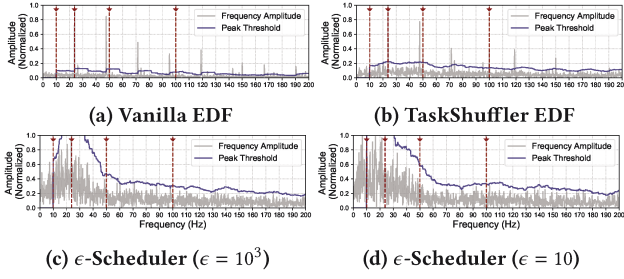 Amplitude
(Normalized)
1.0
0.8
0.6
0.4
0.2
0.0
Frequency Amplitude
Peak Threshold
0 10 20 30 40 50 60 70 80 90 100 110 120 130 140 150 160 170 180 190 200
(a) Vanilla EDF
Amplitude
(Normalized)
1.0
0.8
0.6
0.4
0.2
0.0
Frequency Amplitude
Peak Threshold
0 10 20 30 40 50 60 70 80 90 100 110 120 130 140 150 160 170 180 190 200
(b) TaskShuffler EDF
Amplitude
(Normalized)
1.0
0.8
0.6
0.4
0.2
0.0
Frequency Amplitude
Peak Threshold
0 10 20 30 40 50 60 70 80 90 100 110 120 130 140 150 160 170 180 190 200
Frequency (Hz)
(c) ϵ-Scheduler (ϵ = 10³)
Amplitude
(Normalized)
1.0
0.8
0.6
0.4
0.2
0.0
Frequency Amplitude
Peak Threshold
0 10 20 30 40 50 60 70 80 90 100 110 120 130 140 150 160 170 180 190 200
Frequency (Hz)
(d) ϵ-Scheduler (ϵ = 10)